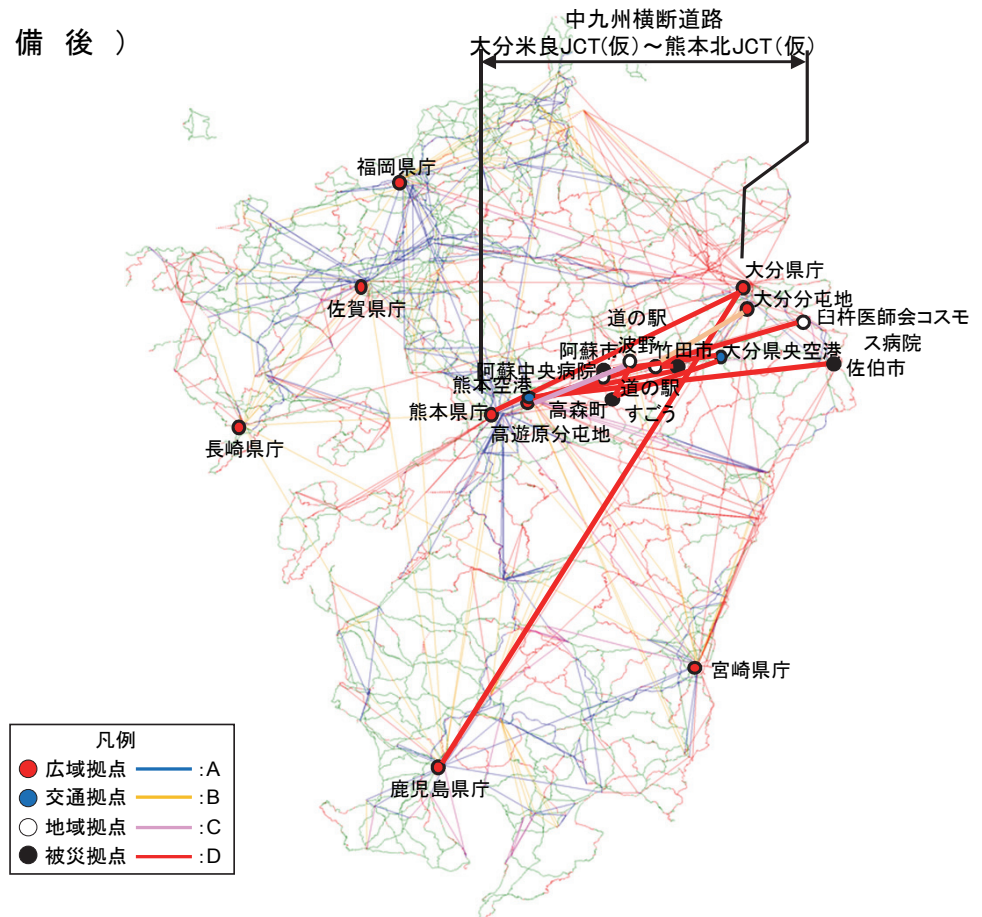 備 後 ）
中九州横断道路
大分米良JCT(仮)～熊本北JCT(仮)
福岡県庁
佐賀県庁
長崎県庁
大分県庁
大分分屯地
臼杵医師会コスモ
ス病院
道の駅
波野
阿蘇市
竹田市
大分県央空港
佐伯市
阿蘇中央病院
熊本空港
道の駅
すごう
高森町
熊本県庁
高遊原分屯地
宮崎県庁
鹿児島県庁
凡例
広域拠点 :A
交通拠点 :B
地域拠点 :C
被災拠点 :D